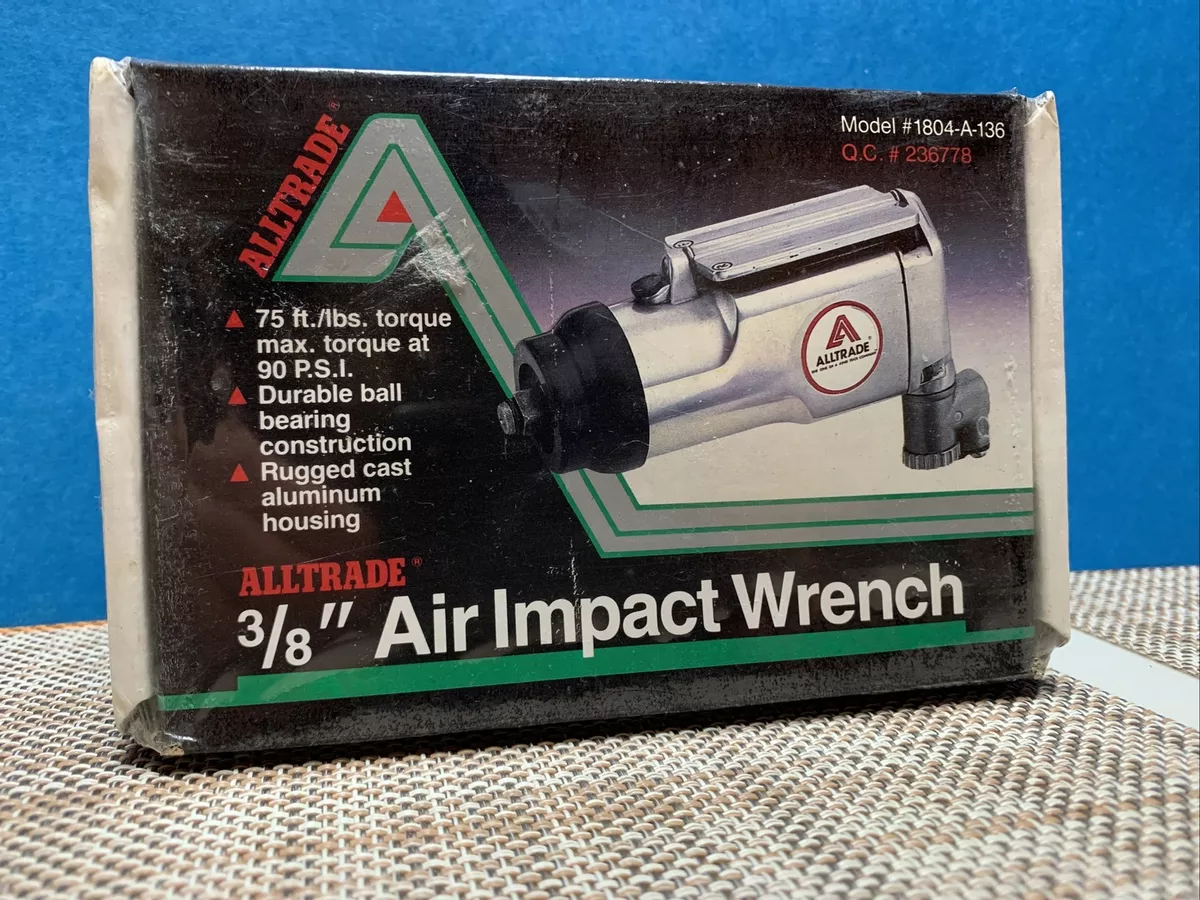 ALLTRADE®
Model #1804-A-136
Q.C. # 236778
75 ft./lbs. torque
max. torque at
90 P.S.I.
Durable ball
bearing
construction
Rugged cast
aluminum
housing
ALLTRADE®
ALLTRADE®
3/8" Air Impact Wrench